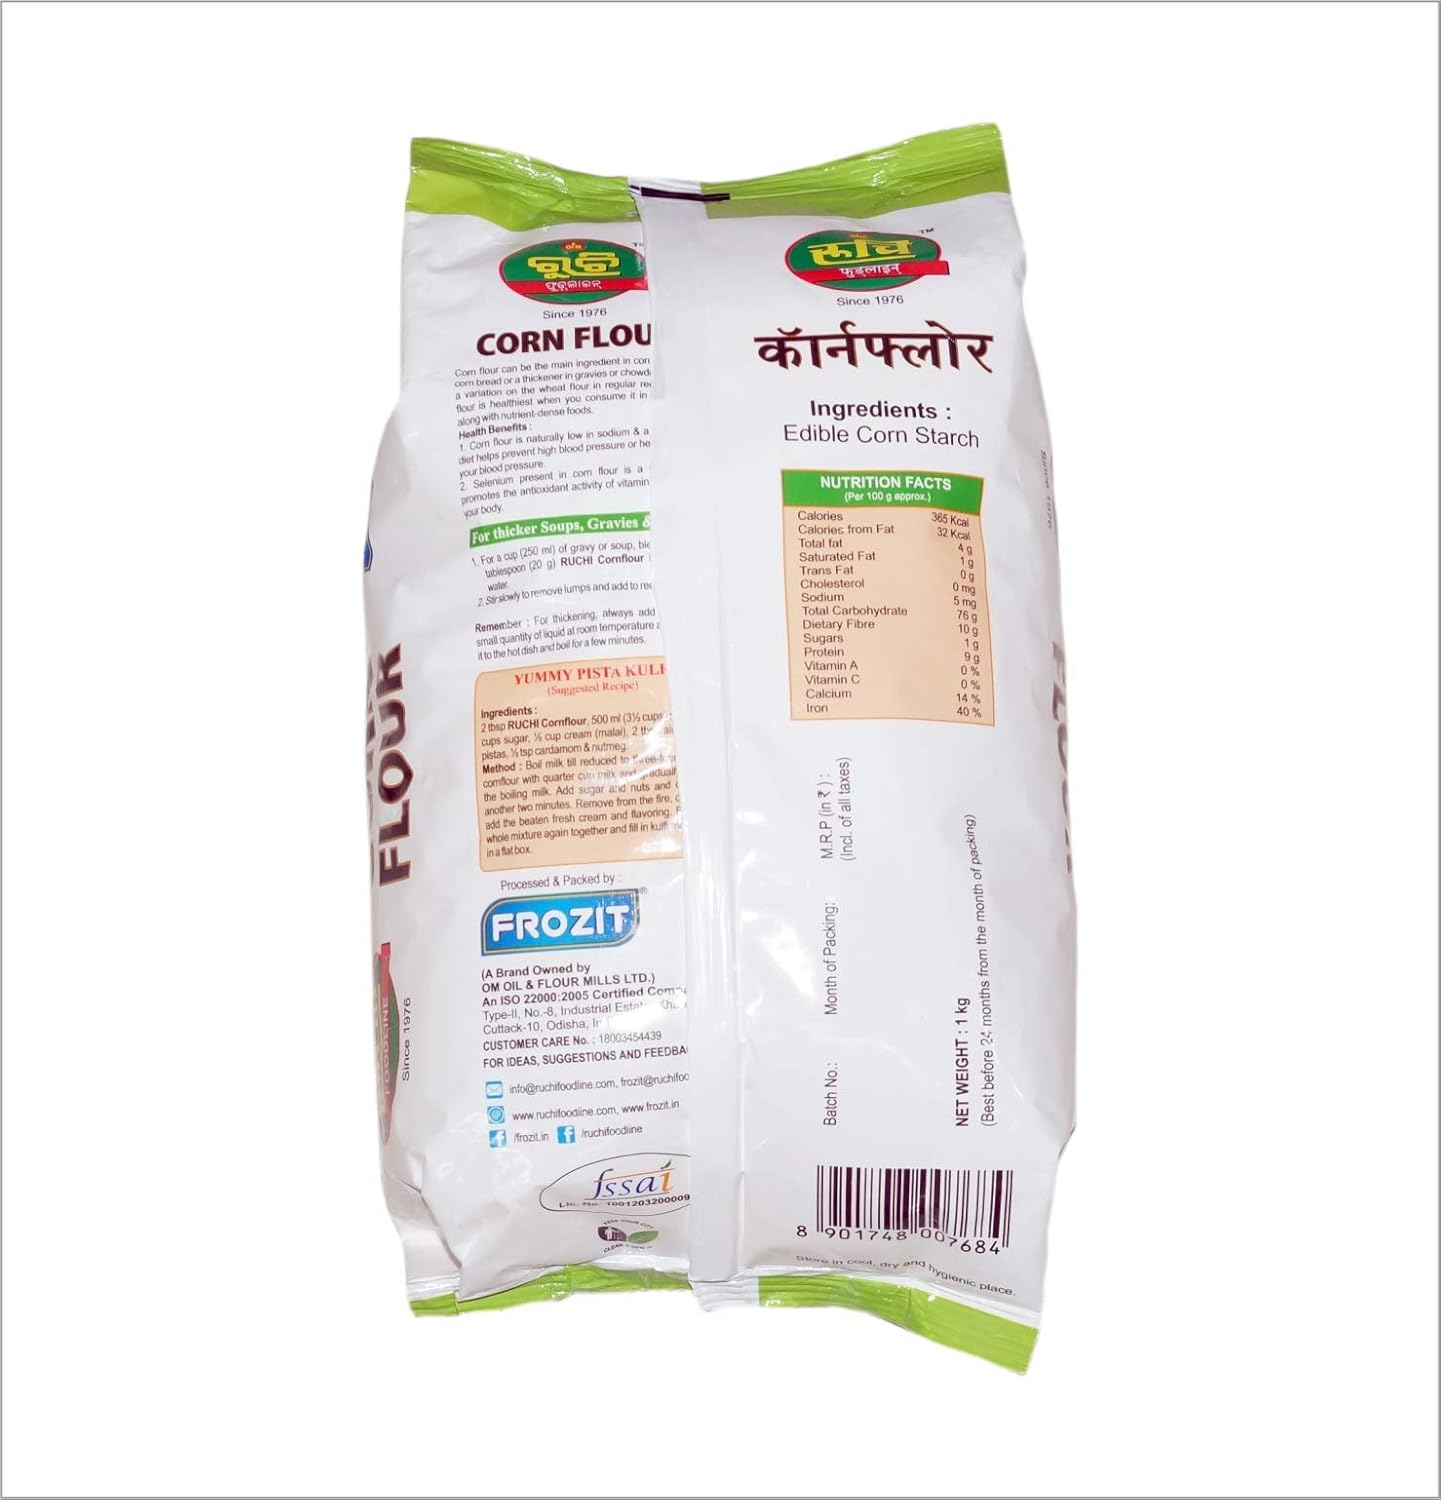 ॐ
ରୁଚି
ଫୁଡ୍‌ଲାଇନ୍
Since 1976
CORN FLOU
Corn flour can be the main ingredient in
corn bread or a thickener in gravies or
a variation on the wheat flour in regular
flour is healthiest when you consume it in
along with nutrient-dense foods.
Health Benefits :
1. Corn flour is naturally low in sodium & a
diet helps prevent high blood pressure or
your blood pressure.
2. Selenium present in corn flour is a
promotes the antioxidant activity of vitamin
your body.
For thicker Soups, Gravies &
1. For a cup (250 ml) of gravy or soup,
tablespoon (20 g) RUCHI Cornflour
water.
2. Stir slowly to remove lumps and add to
Remember : For thickening, always add
small quantity of liquid at room temperature
it to the hot dish and boil for a few minutes.
YUMMY PISTA
(Suggested Recipe)
Ingredients :
2 tbsp RUCHI Cornflour, 500 ml (3½ cups
cups sugar, ½ cup cream (malai), 2
pistas, ½ tsp cardamom & nutmeg.
Method : Boil milk till reduced to
cornflour with quarter cup milk and
the boiling milk. Add sugar and nuts and
another two minutes. Remove from the fire,
add the beaten fresh cream and flavoring.
whole mixture again together and fill in
in a flat box.
Processed & Packed by :
FROZIT®
(A Brand Owned by
OM OIL & FLOUR MILLS LTD.)
An ISO 22000:2005 Certified
Type-II, No.-8, Industrial
Cuttack-10, Odisha,
CUSTOMER CARE No. : 18003454439
FOR IDEAS, SUGGESTIONS AND
info@ruchifoodline.com,
www.ruchifoodline.com, www.frozit.in
/frozit.in /ruchifoodline
fssai
Lic. No. 1001203200009
रुचि
फुड्लाइन्
TM
Since 1976
कॉर्नफ्लोर
Ingredients :
Edible Corn Starch
NUTRITION FACTS
(Per 100 g approx.)
Calories 365 Kcal
Calories from Fat 32 Kcal
Total fat 4 g
Saturated Fat 1 g
Trans Fat 0 g
Cholesterol 0 mg
Sodium 5 mg
Total Carbohydrate 76 g
Dietary Fibre 10 g
Sugars 1 g
Protein 9 g
Vitamin A 0 %
Vitamin C 0 %
Calcium 14 %
Iron 40 %
M.R.P (in ₹ ) :
(Incl. of all taxes)
Month of Packing:
Batch No.:
NET WEIGHT : 1 kg
(Best before 24 months from the month of packing)
8 901748 007684
Store in cool, dry and hygienic place.
FLOUR
FOODLINE
Since 1976
Since 1976